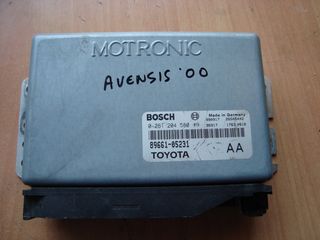 MOTRONIC
AVENSIS '00
BOSCH Made in Germany
0 261 204 580
89661-05231
TOYOTA AA